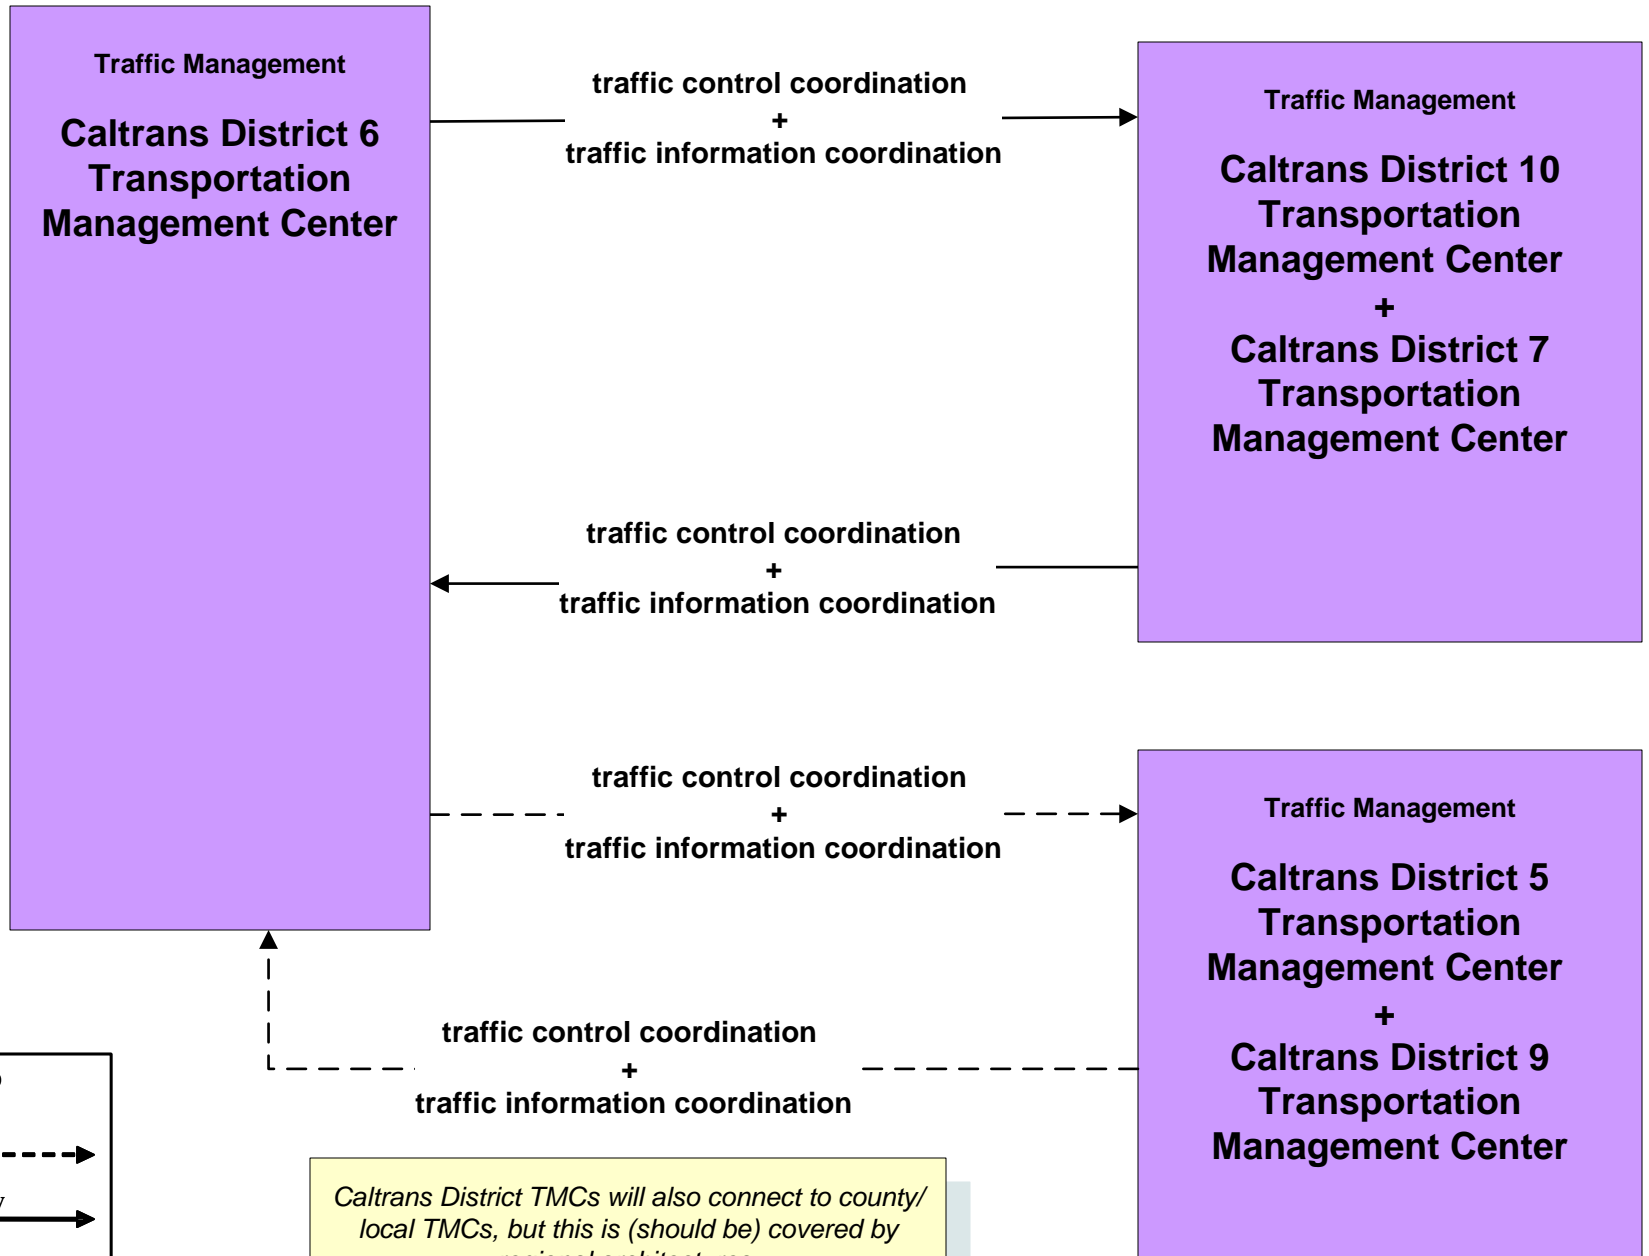 Traffic Management
Caltrans District 6
Transportation
Management Center
traffic control coordination
+
traffic information coordination
Traffic Management
Caltrans District 10
Transportation
Management Center
+
Caltrans District 7
Transportation
Management Center
traffic control coordination
+
traffic information coordination
traffic control coordination
+
traffic information coordination
Traffic Management
Caltrans District 5
Transportation
Management Center
+
Caltrans District 9
Transportation
Management Center
traffic control coordination
+
traffic information coordination
Caltrans District TMCs will also connect to county/
local TMCs, but this is (should be) covered by